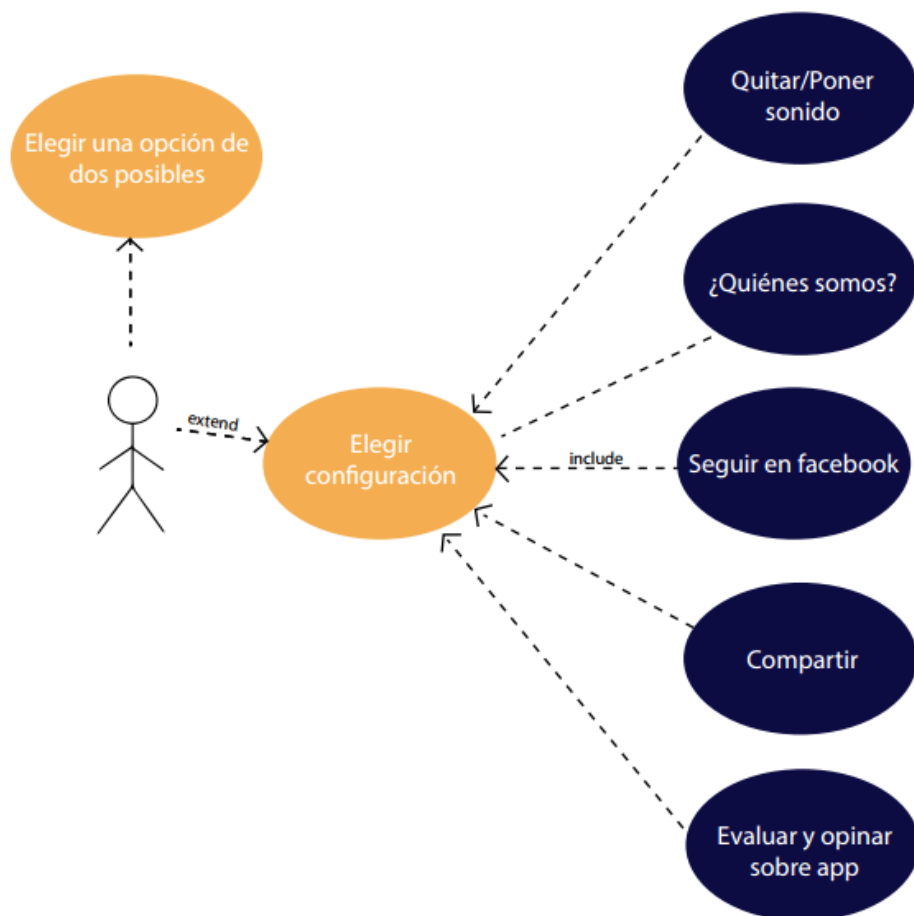 Quitar/Poner
sonido
Elegir una opción de
dos posibles
¿Quiénes somos?
extend
Elegir
configuración
include
Seguir en facebook
Compartir
Evaluar y opinar
sobre app